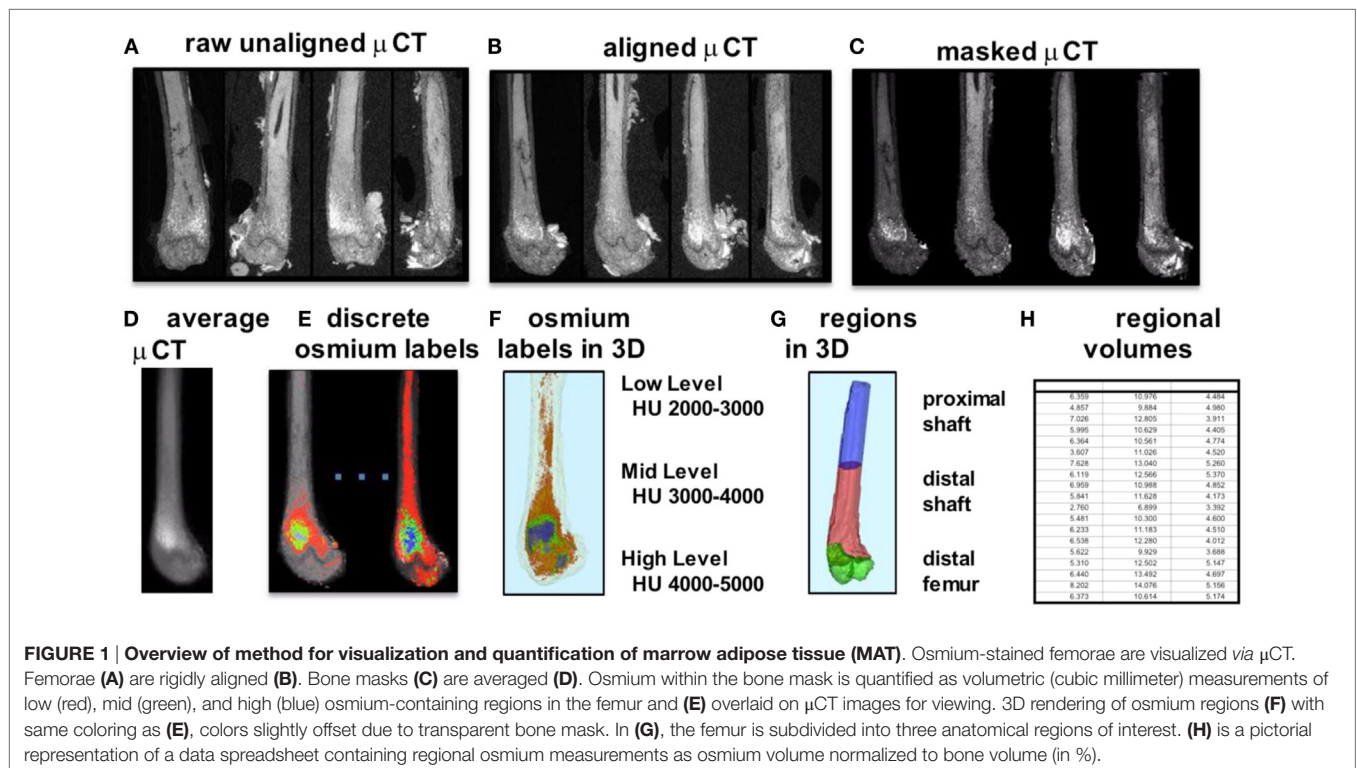 A raw unaligned μ CT
B aligned μ CT
C masked μ CT
D average
μ CT
E discrete
osmium labels
F osmium
labels in 3D
Low Level
HU 2000-3000
Mid Level
HU 3000-4000
High Level
HU 4000-5000
G regions
in 3D
proximal
shaft
distal
shaft
distal
femur
H regional
volumes
6.359 10.976 4.484
4.857 9.884 4.980
7.026 12.805 3.911
5.995 10.629 4.405
6.364 10.561 4.774
3.607 11.026 4.520
7.628 13.040 5.260
6.119 12.566 5.370
6.959 10.988 4.852
5.841 11.628 4.173
2.760 6.899 3.392
5.481 10.300 4.600
6.233 11.183 4.510
6.538 12.280 4.012
5.622 9.929 3.688
5.310 12.502 5.147
6.440 13.492 4.697
8.202 14.076 5.156
6.373 10.614 5.174
FIGURE 1 | Overview of method for visualization and quantification of marrow adipose tissue (MAT). Osmium-stained femorae are visualized via μCT.
Femorae (A) are rigidly aligned (B). Bone masks (C) are averaged (D). Osmium within the bone mask is quantified as volumetric (cubic millimeter) measurements of
low (red), mid (green), and high (blue) osmium-containing regions in the femur and (E) overlaid on μCT images for viewing. 3D rendering of osmium regions (F) with
same coloring as (E), colors slightly offset due to transparent bone mask. In (G), the femur is subdivided into three anatomical regions of interest. (H) is a pictorial
representation of a data spreadsheet containing regional osmium measurements as osmium volume normalized to bone volume (in %).